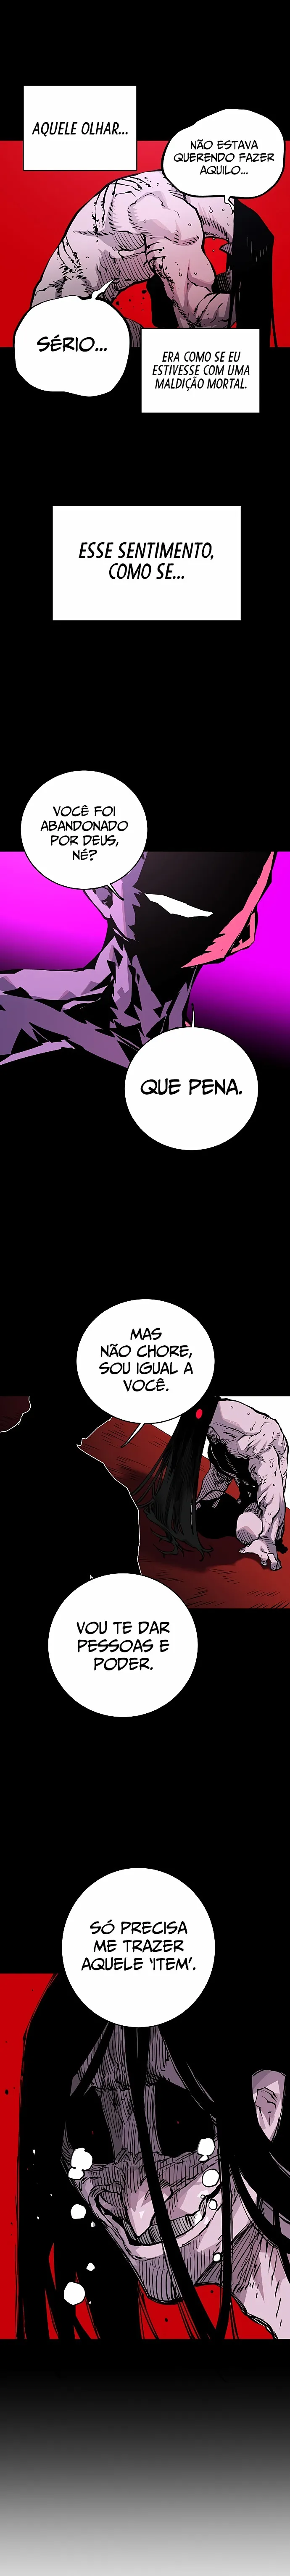 AQUELE OLHAR...
NÃO ESTAVA
QUERENDO FAZER
AQUILO...
SÉRIO...
ERA COMO SE EU
ESTIVESSE COM UMA
MALDIÇÃO MORTAL.
ESSE SENTIMENTO,
COMO SE...
VOCÊ FOI
ABANDONADO
POR DEUS,
NÉ?
QUE PENA.
MAS
NÃO CHORE,
SOU IGUAL A
VOCÊ.
VOU TE DAR
PESSOAS E
PODER.
SÓ PRECISA
ME TRAZER
AQUELE 'ITEM'.